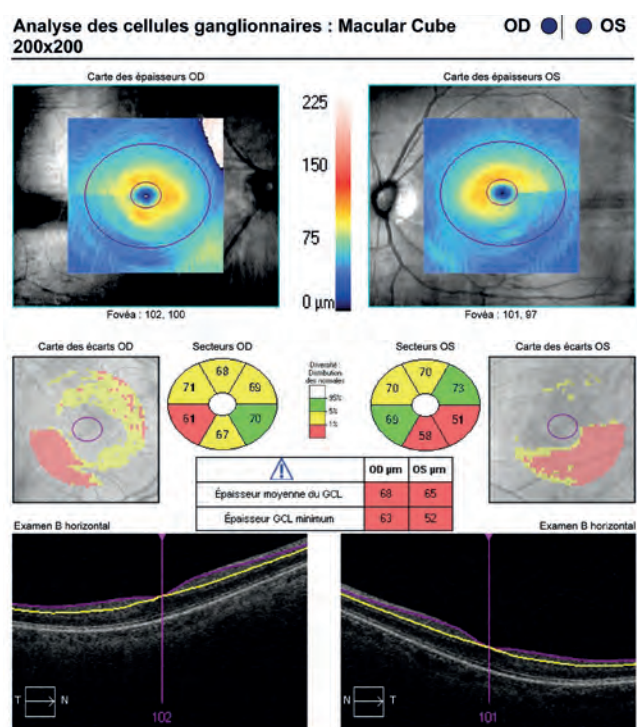 Analyse des cellules ganglionnaires : Macular Cube 200x200
OD OS
Carte des épaisseurs OD
Carte des épaisseurs OS
225
150
75
0 µm
Fovéa : 102, 100
Fovéa : 101, 97
Carte des écarts OD
Secteurs OD
Diversité :
Distribution
des normales
95%
5%
1%
Secteurs OS
Carte des écarts OS
68
71 69
61 70
67
70
70 73
69 51
58
OD µm OS µm
Épaisseur moyenne du GCL 68 65
Épaisseur GCL minimum 63 52
Examen B horizontal
Examen B horizontal
T N
102
N T
101